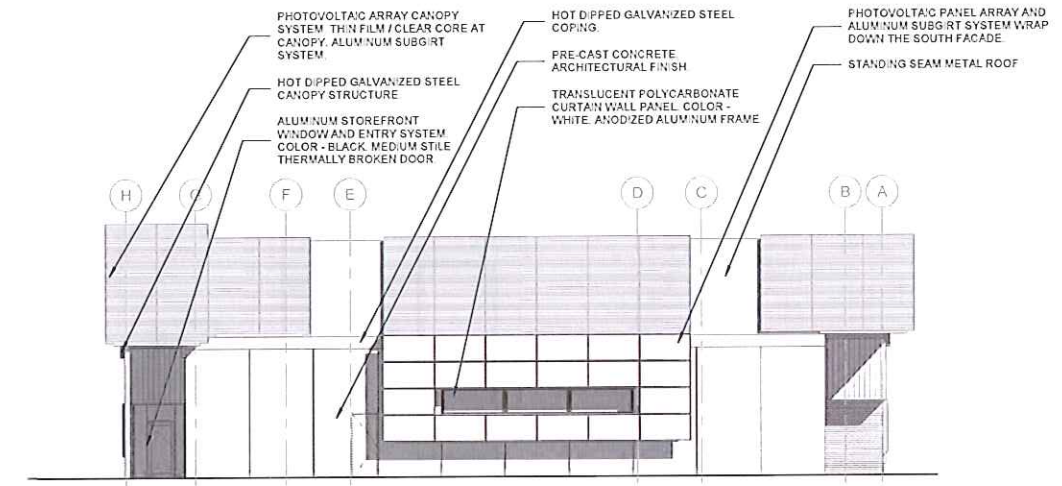 PHOTOVOLTAIC ARRAY CANOPY
SYSTEM. THIN FILM / CLEAR CORE AT
CANOPY. ALUMINUM SUBGIRT
SYSTEM.
HOT DIPPED GALVANIZED STEEL
CANOPY STRUCTURE
ALUMINUM STOREFRONT
WINDOW AND ENTRY SYSTEM.
COLOR - BLACK. MEDIUM STILE
THERMALLY BROKEN DOOR.
HOT DIPPED GALVANIZED STEEL
COPING.
PRE-CAST CONCRETE.
ARCHITECTURAL FINISH.
TRANSLUCENT POLYCARBONATE
CURTAIN WALL PANEL. COLOR -
WHITE. ANODIZED ALUMINUM FRAME.
PHOTOVOLTAIC PANEL ARRAY AND
ALUMINUM SUBGIRT SYSTEM WRAP
DOWN THE SOUTH FACADE.
STANDING SEAM METAL ROOF
H G F E D C B A